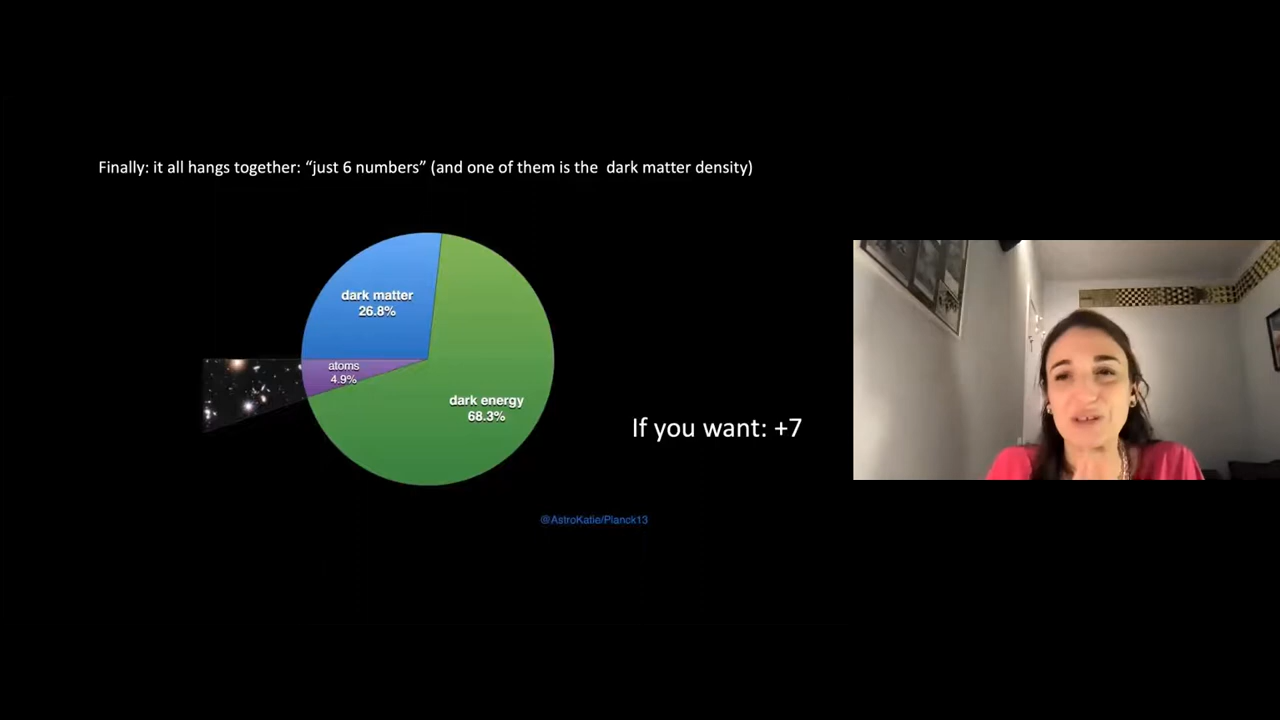 Finally: it all hangs together: “just 6 numbers” (and one of them is the  dark matter density)
dark matter
26.8%
atoms
4.9%
dark energy
68.3%
If you want: +7
@AstroKatie/Planck13